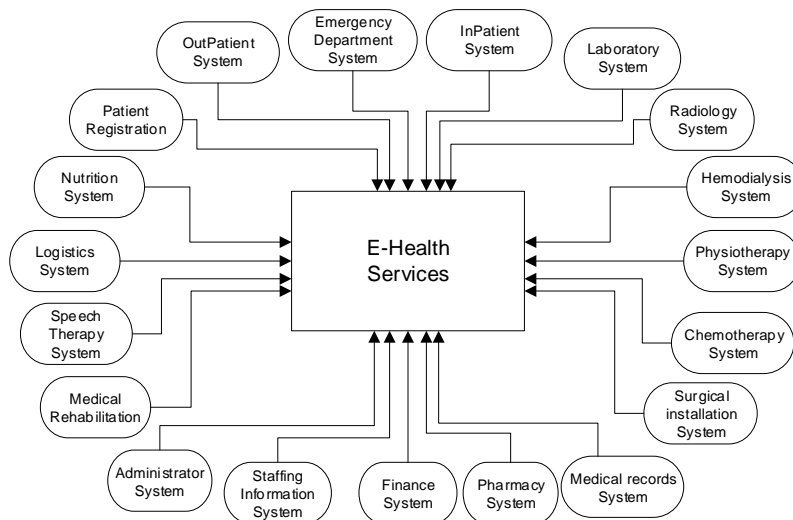 OutPatient
System
Emergency
Department
System
InPatient
System
Laboratory
System
Patient
Registration
Radiology
System
Nutrition
System
Hemodialysis
System
E-Health
Services
Logistics
System
Physiotherapy
System
Speech
Therapy
System
Chemotherapy
System
Medical
Rehabilitation
Surgical
installation
System
Administrator
System
Staffing
Information
System
Finance
System
Pharmacy
System
Medical records
System